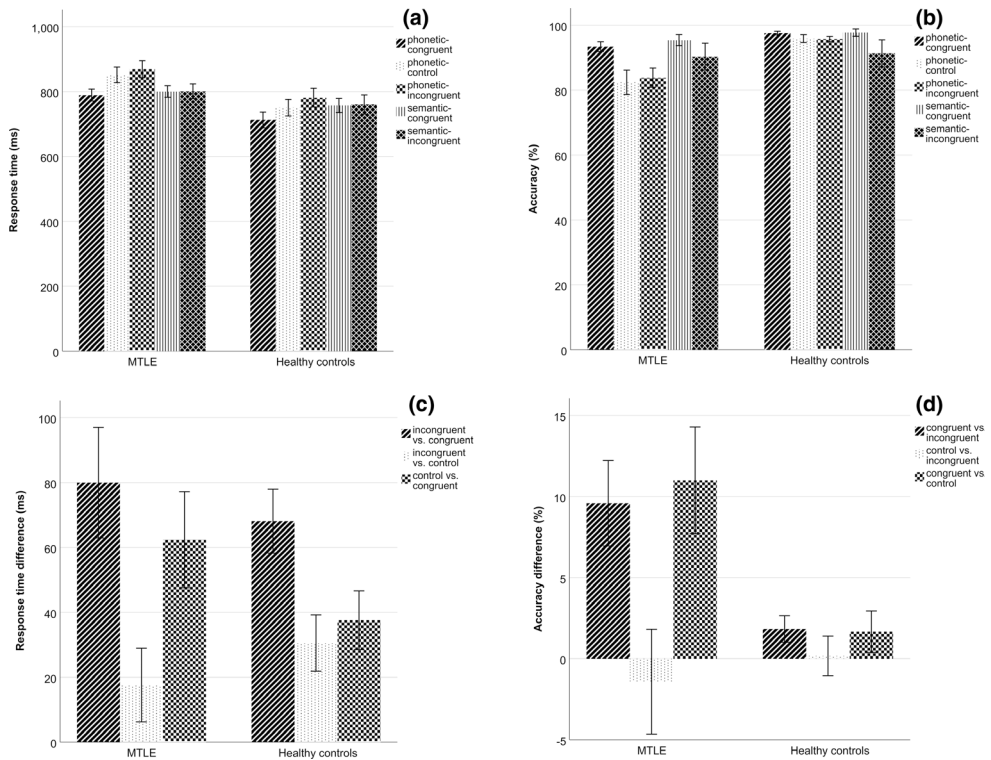 (a)
1,000
800
600
400
200
0
Response time (ms)
MTLE
Healthy controls
phonetic-
congruent
phonetic-
control
phonetic-
incongruent
semantic-
congruent
semantic-
incongruent
(b)
100
80
60
40
20
0
Accuracy (%)
MTLE
Healthy controls
phonetic-
congruent
phonetic-
control
phonetic-
incongruent
semantic-
congruent
semantic-
incongruent
(c)
100
80
60
40
20
0
Response time difference (ms)
MTLE
Healthy controls
incongruent
vs. congruent
incongruent
vs. control
control vs.
congruent
(d)
15
10
5
0
-5
Accuracy difference (%)
MTLE
Healthy controls
congruent vs
incongruent
control vs.
incongruent
congruent vs
control